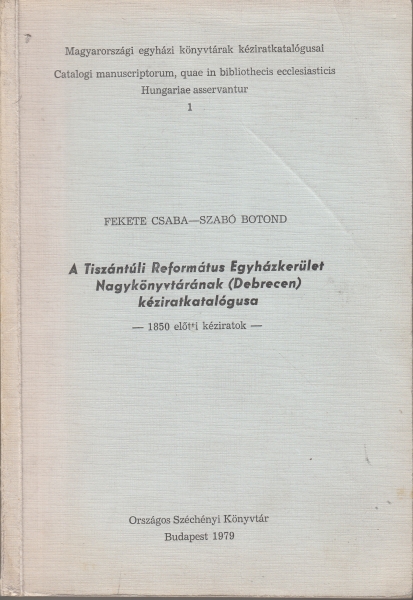 Magyarországi egyházi könyvtárak kéziratkatalógusai
Catalogi manuscriptorum, quae in bibliothecis ecclesiasticis
Hungariae asservantur
1
FEKETE CSABA—SZABÓ BOTOND
A Tiszántúli Református Egyházkerület
Nagykönyvtárának (Debrecen)
kéziratkatalógusa
— 1850 előtti kéziratok —
Országos Széchényi Könyvtár
Budapest 1979